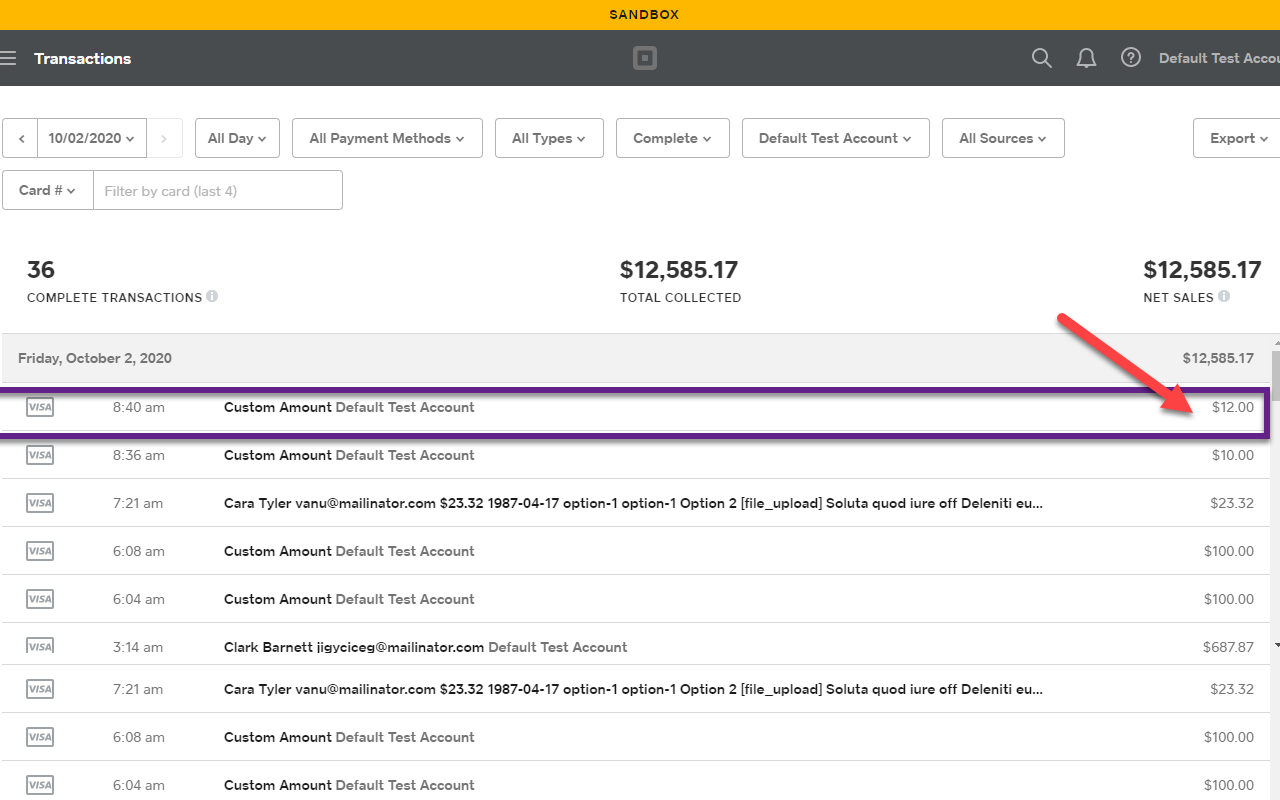 SANDBOX
Transactions Default Test Accou
10/02/2020 All Day All Payment Methods All Types Complete Default Test Account All Sources Export
Card # Filter by card (last 4)
36 $12,585.17 $12,585.17
COMPLETE TRANSACTIONS TOTAL COLLECTED NET SALES
Friday, October 2, 2020 $12,585.17
VISA 8:40 am Custom Amount Default Test Account $12.00
VISA 8:36 am Custom Amount Default Test Account $10.00
VISA 7:21 am Cara Tyler vanu@mailinator.com $23.32 1987-04-17 option-1 option-1 Option 2 [file_upload] Soluta quod iure off Deleniti eu... $23.32
VISA 6:08 am Custom Amount Default Test Account $100.00
VISA 6:04 am Custom Amount Default Test Account $100.00
VISA 3:14 am Clark Barnett jigyciceg@mailinator.com Default Test Account $687.87
VISA 7:21 am Cara Tyler vanu@mailinator.com $23.32 1987-04-17 option-1 option-1 Option 2 [file_upload] Soluta quod iure off Deleniti eu... $23.32
VISA 6:08 am Custom Amount Default Test Account $100.00
VISA 6:04 am Custom Amount Default Test Account $100.00